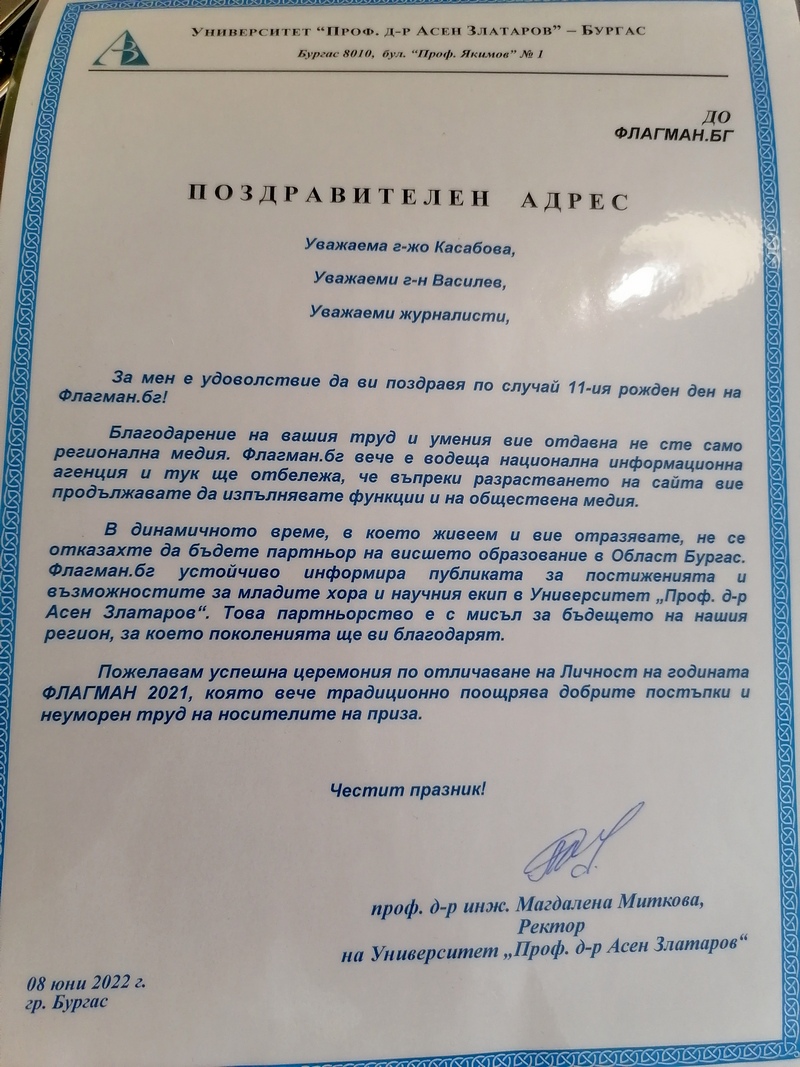 УНИВЕРСИТЕТ “ПРОФ. Д-Р АСЕН ЗЛАТАРОВ” – БУРГАС
Бургас 8010, бул. “Проф. Якимов” № 1
ДО
ФЛАГМАН.БГ
ПОЗДРАВИТЕЛЕН АДРЕС
Уважаема г-жо Касабова,
Уважаеми г-н Василев,
Уважаеми журналисти,
За мен е удоволствие да ви поздравя по случай 11-ия рожден ден на
Флагман.бг!
Благодарение на вашия труд и умения вие отдавна не сте само
регионална медия. Флагман.бг вече е водеща национална информационна
агенция и тук ще отбележа, че въпреки разрастването на сайта вие
продължавате да изпълнявате функции и на обществена медия.
В динамичното време, в което живеем и вие отразявате, не се
отказахте да бъдете партньор на висшето образование в Област Бургас.
Флагман.бг устойчиво информира публиката за постиженията и
възможностите за младите хора и научния екип в Университет „Проф. д-р
Асен Златаров“. Това партньорство е с мисъл за бъдещето на нашия
регион, за което поколенията ще ви благодарят.
Пожелавам успешна церемония по отличаване на Личност на годината
ФЛАГМАН 2021, която вече традиционно поощрява добрите постъпки и
неуморен труд на носителите на приза.
Честит празник!
проф. д-р инж. Магдалена Миткова,
Ректор
на Университет „Проф. д-р Асен Златаров“
08 юни 2022 г.
гр. Бургас